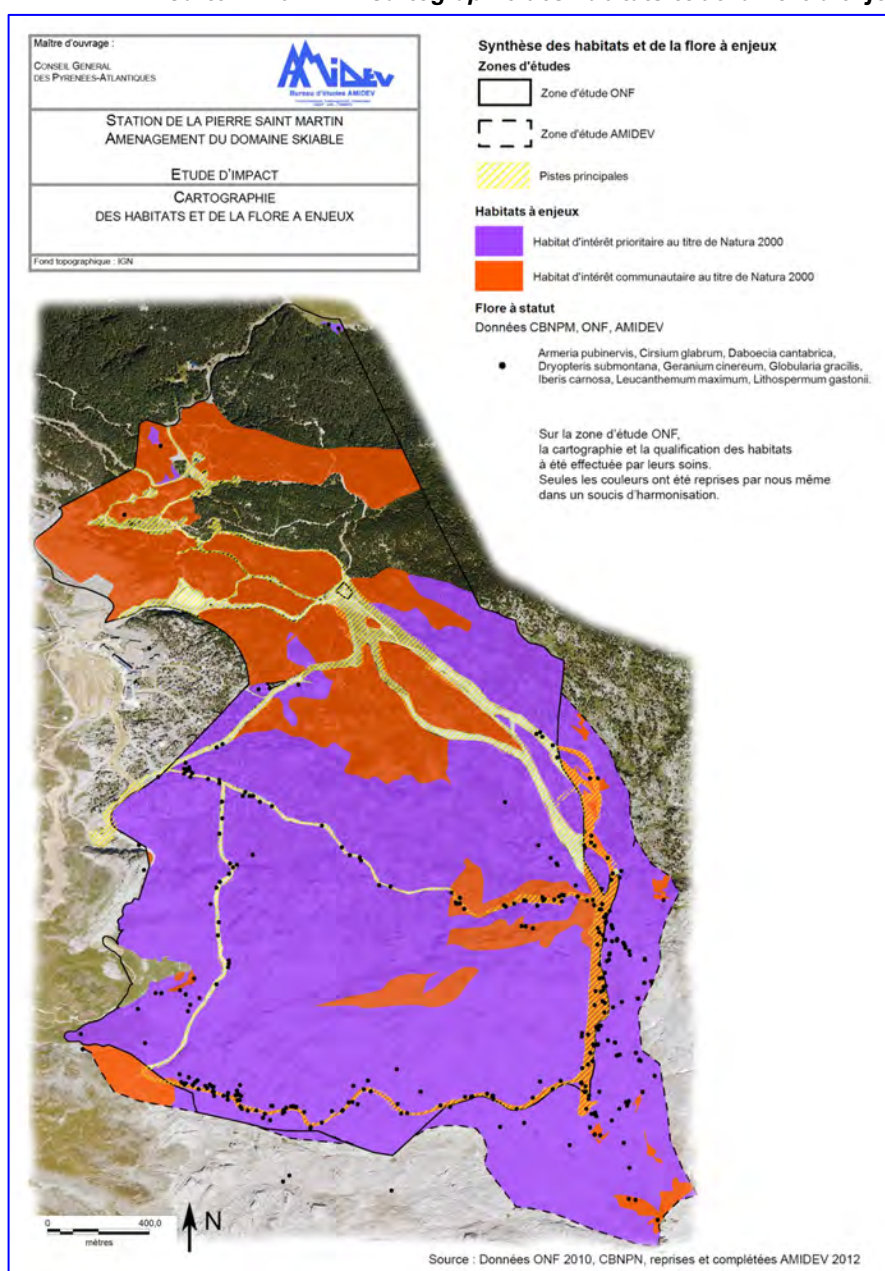 Maître d'ouvrage :
CONSEIL GENERAL
DES PYRENEES-ATLANTIQUES
AMIDEV
Bureau d'études AMIDEV
STATION DE LA PIERRE SAINT MARTIN
AMENAGEMENT DU DOMAINE SKIABLE
ETUDE D'IMPACT
CARTOGRAPHIE
DES HABITATS ET DE LA FLORE A ENJEUX
Fond topographique : IGN
Synthèse des habitats et de la flore à enjeux
Zones d'études
Zone d'étude ONF
Zone d'étude AMIDEV
Pistes principales
Habitats à enjeux
Habitat d'intérêt prioritaire au titre de Natura 2000
Habitat d'intérêt communautaire au titre de Natura 2000
Flore à statut
Données CBNPM, ONF, AMIDEV
Armeria pubinervis, Cirsium glabrum, Daboecia cantabrica,
Dryopteris submontana, Geranium cinereum, Globularia gracilis,
Iberis carnosa, Leucanthemum maximum, Lithospermum gastonii.
Sur la zone d'étude ONF,
la cartographie et la qualification des habitats
à été effectuée par leurs soins.
Seules les couleurs ont été reprises par nous même
dans un soucis d'harmonisation.
0 400,0
mètres
N
Source : Données ONF 2010, CBNPN, reprises et complétées AMIDEV 2012